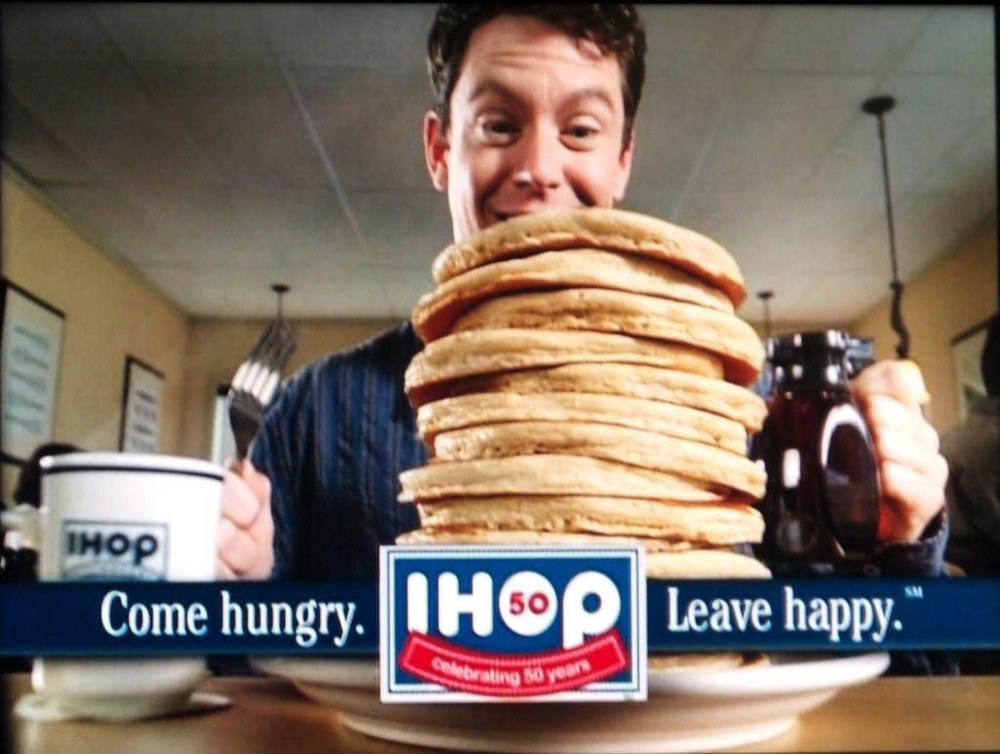 IHOP
Come hungry.
IHOP
50
celebrating 50 years
Leave happy.℠